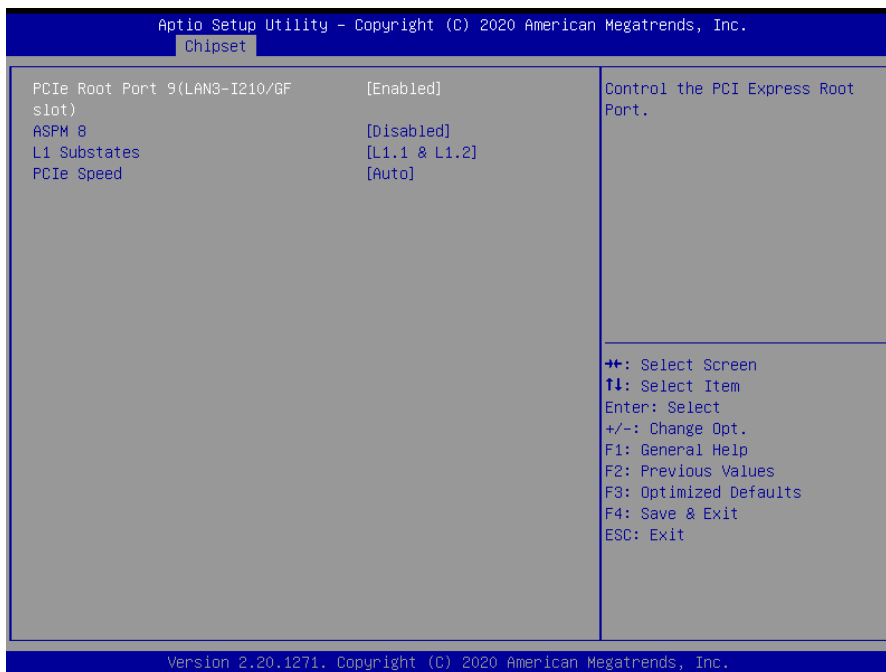 Aptio Setup Utility – Copyright (C) 2020 American Megatrends, Inc.
Chipset
PCIe Root Port 9(LAN3-I210/GF slot) [Enabled]
ASPM 8 [Disabled]
L1 Substates [L1.1 & L1.2]
PCIe Speed [Auto]
Control the PCI Express Root
Port.
→←: Select Screen
↑↓: Select Item
Enter: Select
+/-: Change Opt.
F1: General Help
F2: Previous Values
F3: Optimized Defaults
F4: Save & Exit
ESC: Exit
Version 2.20.1271. Copyright (C) 2020 American Megatrends, Inc.